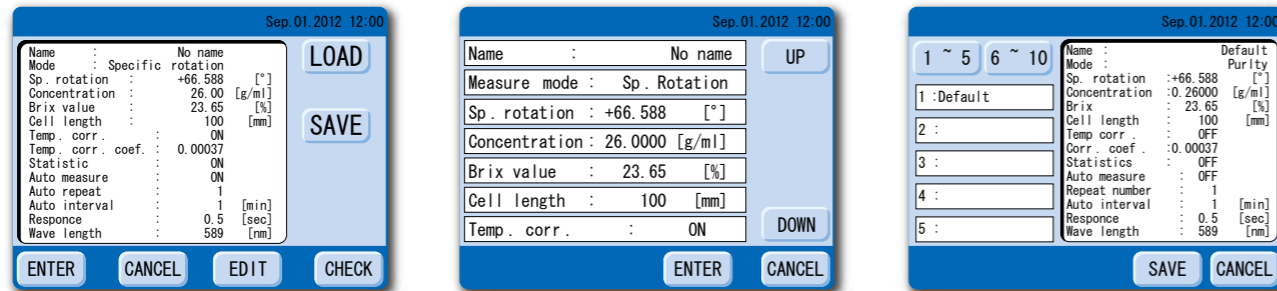 Sep.01.2012 12:00
Name : No name
Mode : Specific rotation
Sp. rotation : +66.588 [°]
Concentration : 26.00 [g/ml]
Brix value : 23.65 [%]
Cell length : 100 [mm]
Temp. corr. : ON
Temp. corr. coef. : 0.00037
Statistic : ON
Auto measure : ON
Auto repeat : 1
Auto interval : 1 [min]
Responce : 0.5 [sec]
Wave length : 589 [nm]
LOAD
SAVE
ENTER CANCEL EDIT CHECK
Sep.01.2012 12:00
Name : No name
Measure mode : Sp. Rotation
Sp. rotation : +66.588 [°]
Concentration : 26.0000 [g/ml]
Brix value : 23.65 [%]
Cell length : 100 [mm]
Temp. corr. : ON
UP
DOWN
ENTER CANCEL
Sep.01.2012 12:00
1 ~ 5 6 ~ 10
1 :Default
2 :
3 :
4 :
5 :
Name : Default
Mode : Purlty
Sp. rotation :+66.588 [°]
Concentration :0.26000 [g/ml]
Brix : 23.65 [%]
Cell length : 100 [mm]
Temp corr . : OFF
Corr. coef . :0.00037
Statistics : OFF
Auto measure : OFF
Repeat number : 1
Auto interval : 1 [min]
Responce : 0.5 [sec]
Wave length : 589 [nm]
SAVE CANCEL